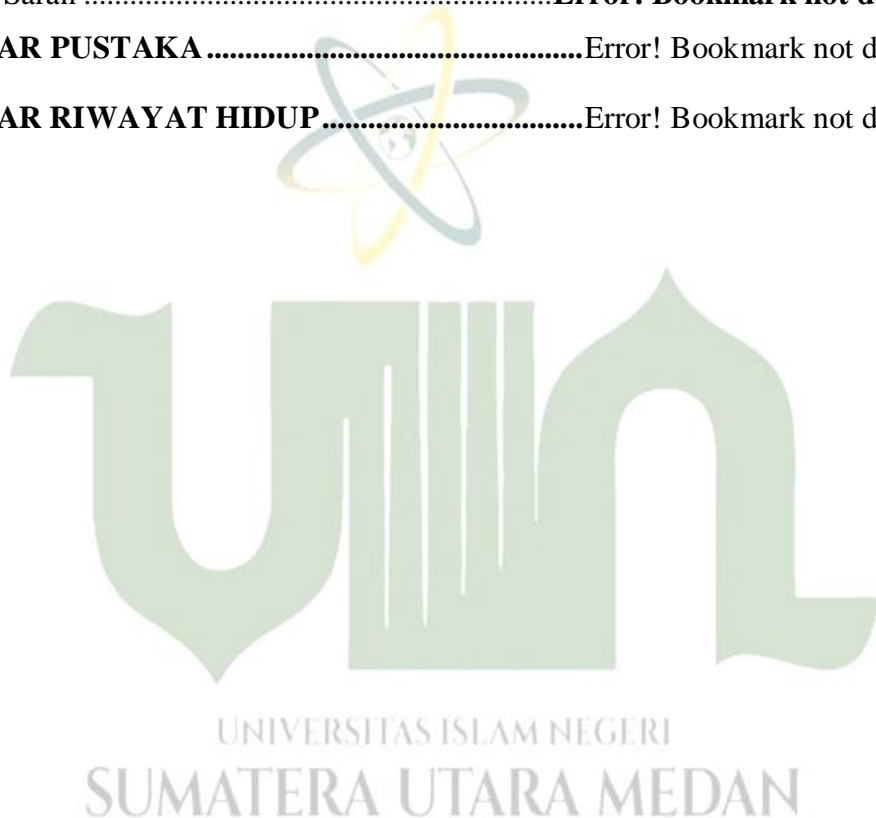 Saran ..............................................................Error! Bookmark not d
AR PUSTAKA ..............................................Error! Bookmark not d
AR RIWAYAT HIDUP ................................Error! Bookmark not d
UIN
UNIVERSITAS ISLAM NEGERI
SUMATERA UTARA MEDAN